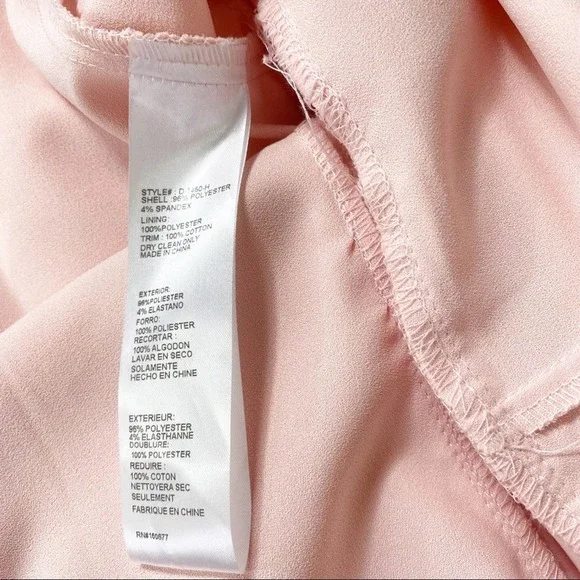 STYLE# : D 7450-H
SHELL :96% POLYESTER
4% SPANDEX
LINING:
100%POLYESTER
TRIM : 100%COTTON
DRY CLEAN ONLY
MADE IN CHINA
EXTERIOR:
96%POLIESTER
4% ELASTANO
FORRO:
100% POLIESTER
RECORTAR :
100% ALGODON
LAVAR EN SECO
SOLAMENTE
HECHO EN CHINE
EXTERIEUR:
96% POLYESTER
4% ELASTHANNE
DOUBLURE:
100% POLYESTER
REDUIRE :
100% COTON
NETTOYERA SEC
SEULEMENT
FABRIQUE EN CHINE